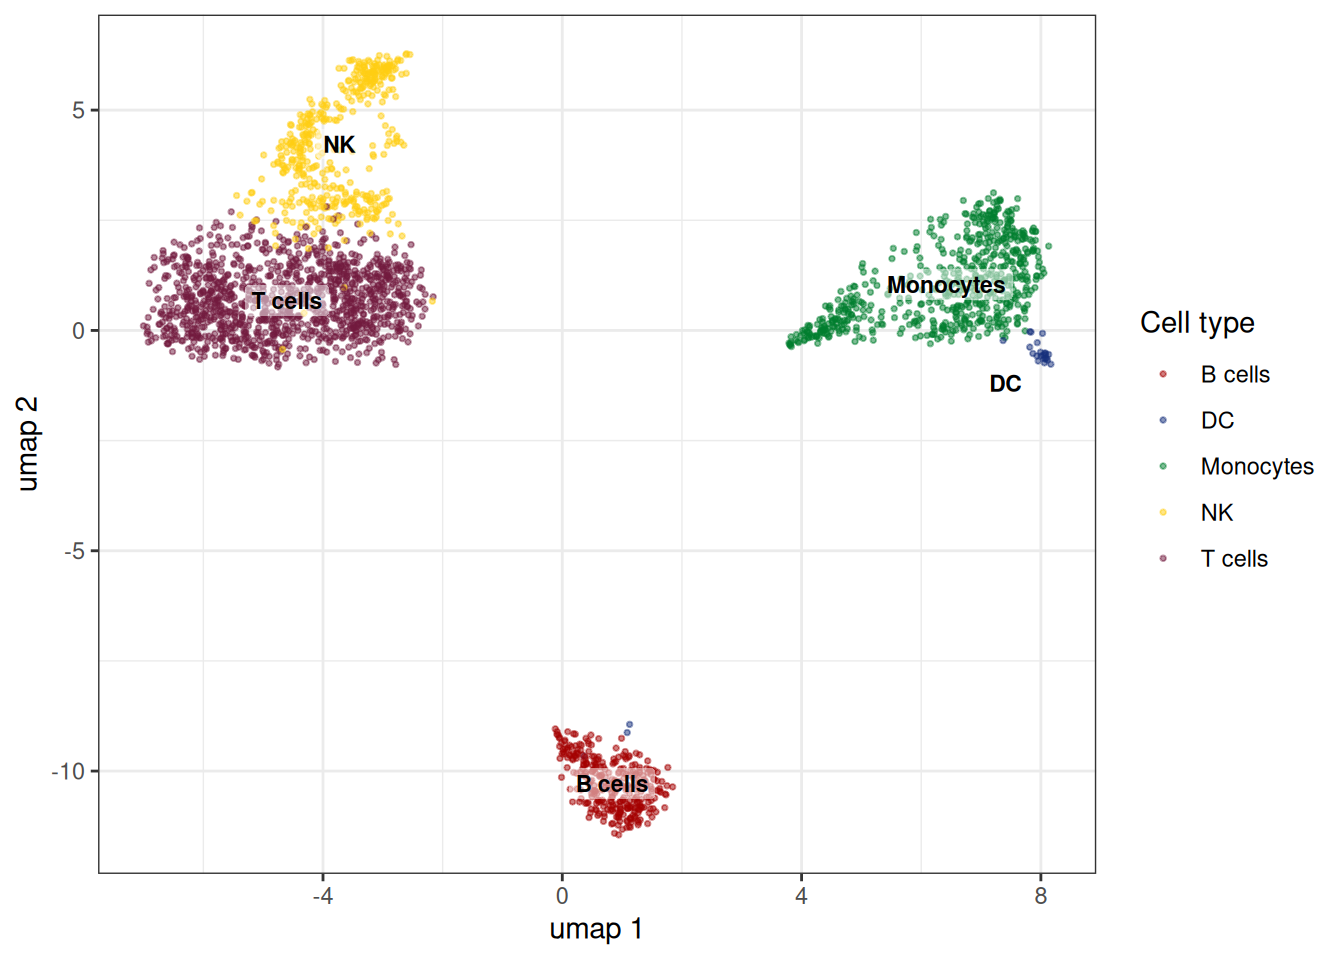 NK
T cells
Monocytes
DC
B cells
5
0
-5
-10
-4
0
4
8
umap 1
umap 2
Cell type
B cells
DC
Monocytes
NK
T cells